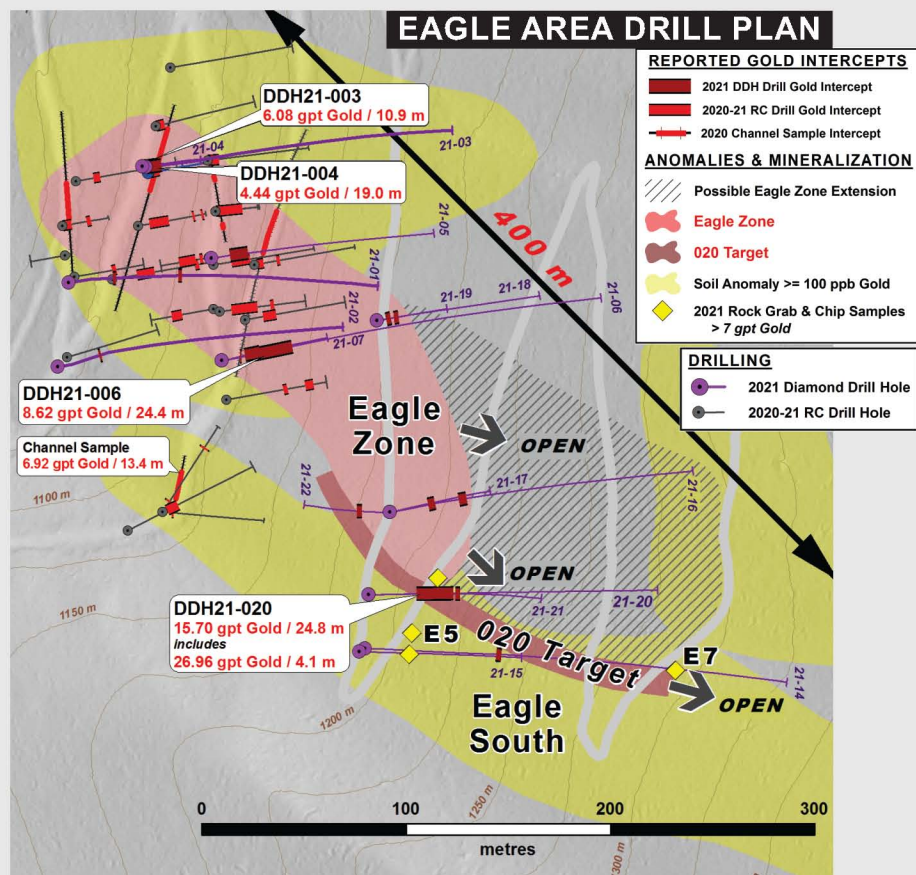 EAGLE AREA DRILL PLAN
REPORTED GOLD INTERCEPTS
2021 DDH Drill Gold Intercept
2020-21 RC Drill Gold Intercept
2020 Channel Sample Intercept
ANOMALIES & MINERALIZATION
Possible Eagle Zone Extension
Eagle Zone
020 Target
Soil Anomaly >= 100 ppb Gold
2021 Rock Grab & Chip Samples
> 7 gpt Gold
DRILLING
2021 Diamond Drill Hole
2020-21 RC Drill Hole
DDH21-003
6.08 gpt Gold / 10.9 m
21-04
21-03
DDH21-004
4.44 gpt Gold / 19.0 m
400 m
21-05
21-01
21-18
21-19
21-06
21-02
21-07
DDH21-006
8.62 gpt Gold / 24.4 m
Eagle
Zone
OPEN
Channel Sample
6.92 gpt Gold / 13.4 m
21-22
21-17
21-16
1100 m
OPEN
DDH21-020
15.70 gpt Gold / 24.8 m
includes
26.96 gpt Gold / 4.1 m
21-21
21-20
1150 m
E5
020 Target
E7
21-15
21-14
OPEN
Eagle
South
1200 m
1250 m
1300 m
0
100
200
300
metres